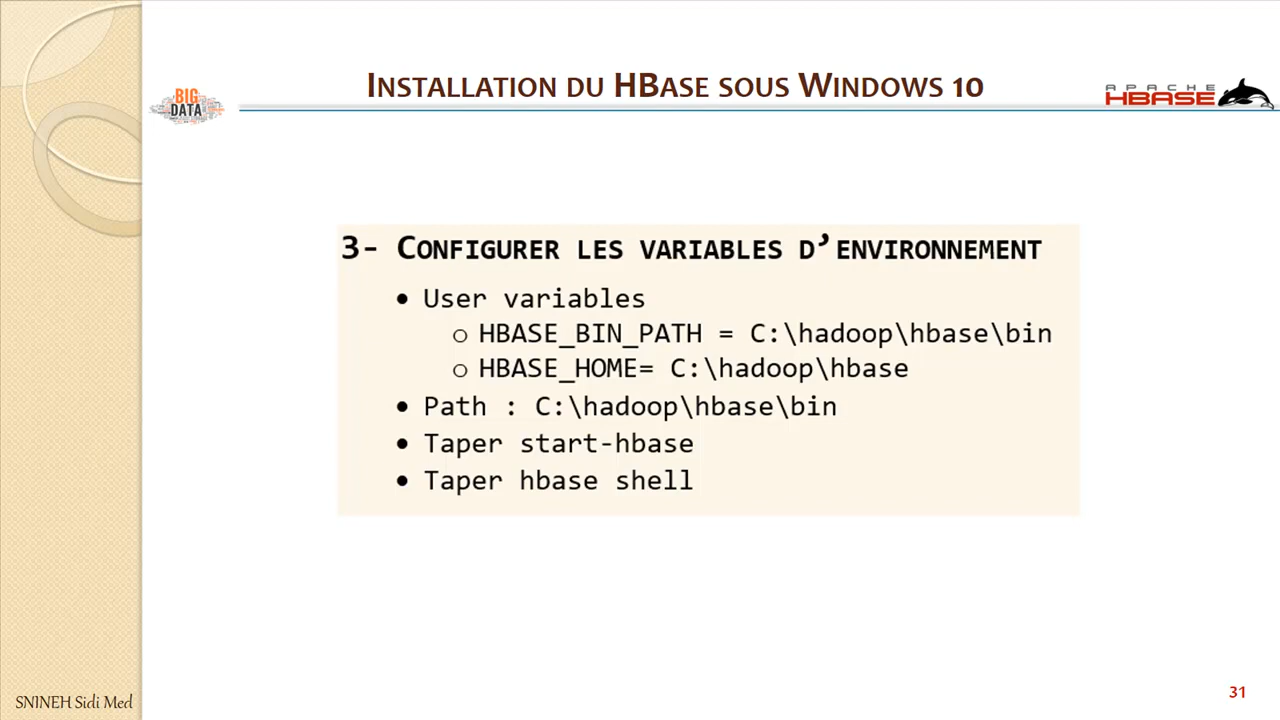 INSTALLATION DU HBASE SOUS WINDOWS 10
BIG
DATA
APACHE
HBASE
3- CONFIGURER LES VARIABLES D’ENVIRONNEMENT
• User variables
o HBASE_BIN_PATH = C:\hadoop\hbase\bin
o HBASE_HOME= C:\hadoop\hbase
• Path : C:\hadoop\hbase\bin
• Taper start-hbase
• Taper hbase shell
SNINEH Sidi Med
31